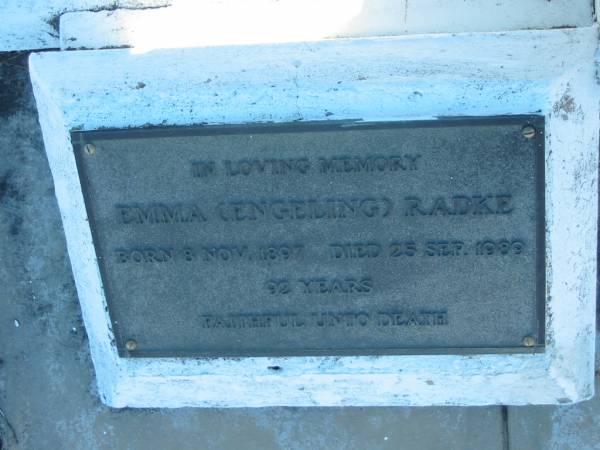 IN LOVING MEMORY
EMMA (ENGELING) RADKE
BORN 8 NOV. 1897 DIED 25 SEP. 1989
92 YEARS
FAITHFUL UNTO DEATH